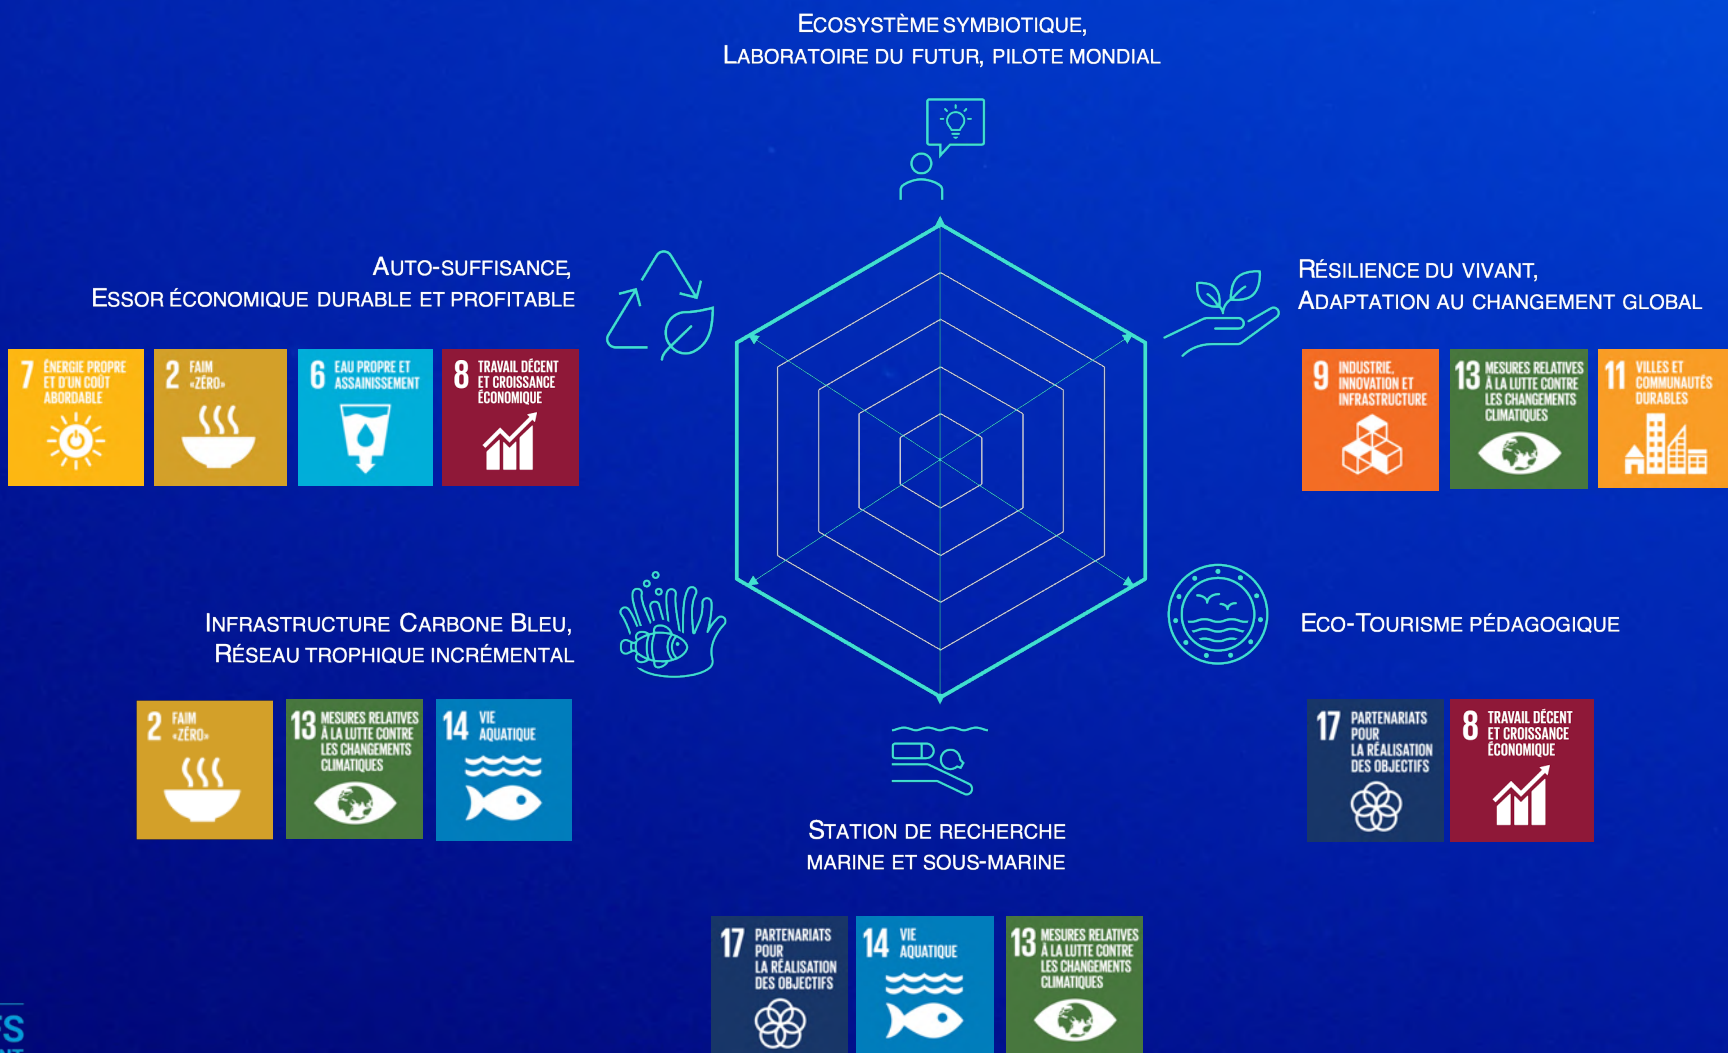 ECOSYSTÈME SYMBIOTIQUE,
LABORATOIRE DU FUTUR, PILOTE MONDIAL
AUTO-SUFFISANCE,
ESSOR ÉCONOMIQUE DURABLE ET PROFITABLE
7 ÉNERGIE PROPRE
ET D'UN COÛT
ABORDABLE
2 FAIM
«ZÉRO»
6 EAU PROPRE ET
ASSAINISSEMENT
8 TRAVAIL DÉCENT
ET CROISSANCE
ÉCONOMIQUE
RÉSILIENCE DU VIVANT,
ADAPTATION AU CHANGEMENT GLOBAL
9 INDUSTRIE,
INNOVATION ET
INFRASTRUCTURE
13 MESURES RELATIVES
À LA LUTTE CONTRE
LES CHANGEMENTS
CLIMATIQUES
11 VILLES ET
COMMUNAUTÉS
DURABLES
INFRASTRUCTURE CARBONE BLEU,
RÉSEAU TROPHIQUE INCRÉMENTAL
2 FAIM
«ZÉRO»
13 MESURES RELATIVES
À LA LUTTE CONTRE
LES CHANGEMENTS
CLIMATIQUES
14 VIE
AQUATIQUE
ECO-TOURISME PÉDAGOGIQUE
17 PARTENARIATS
POUR
LA RÉALISATION
DES OBJECTIFS
8 TRAVAIL DÉCENT
ET CROISSANCE
ÉCONOMIQUE
STATION DE RECHERCHE
MARINE ET SOUS-MARINE
17 PARTENARIATS
POUR
LA RÉALISATION
DES OBJECTIFS
14 VIE
AQUATIQUE
13 MESURES RELATIVES
À LA LUTTE CONTRE
LES CHANGEMENTS
CLIMATIQUES